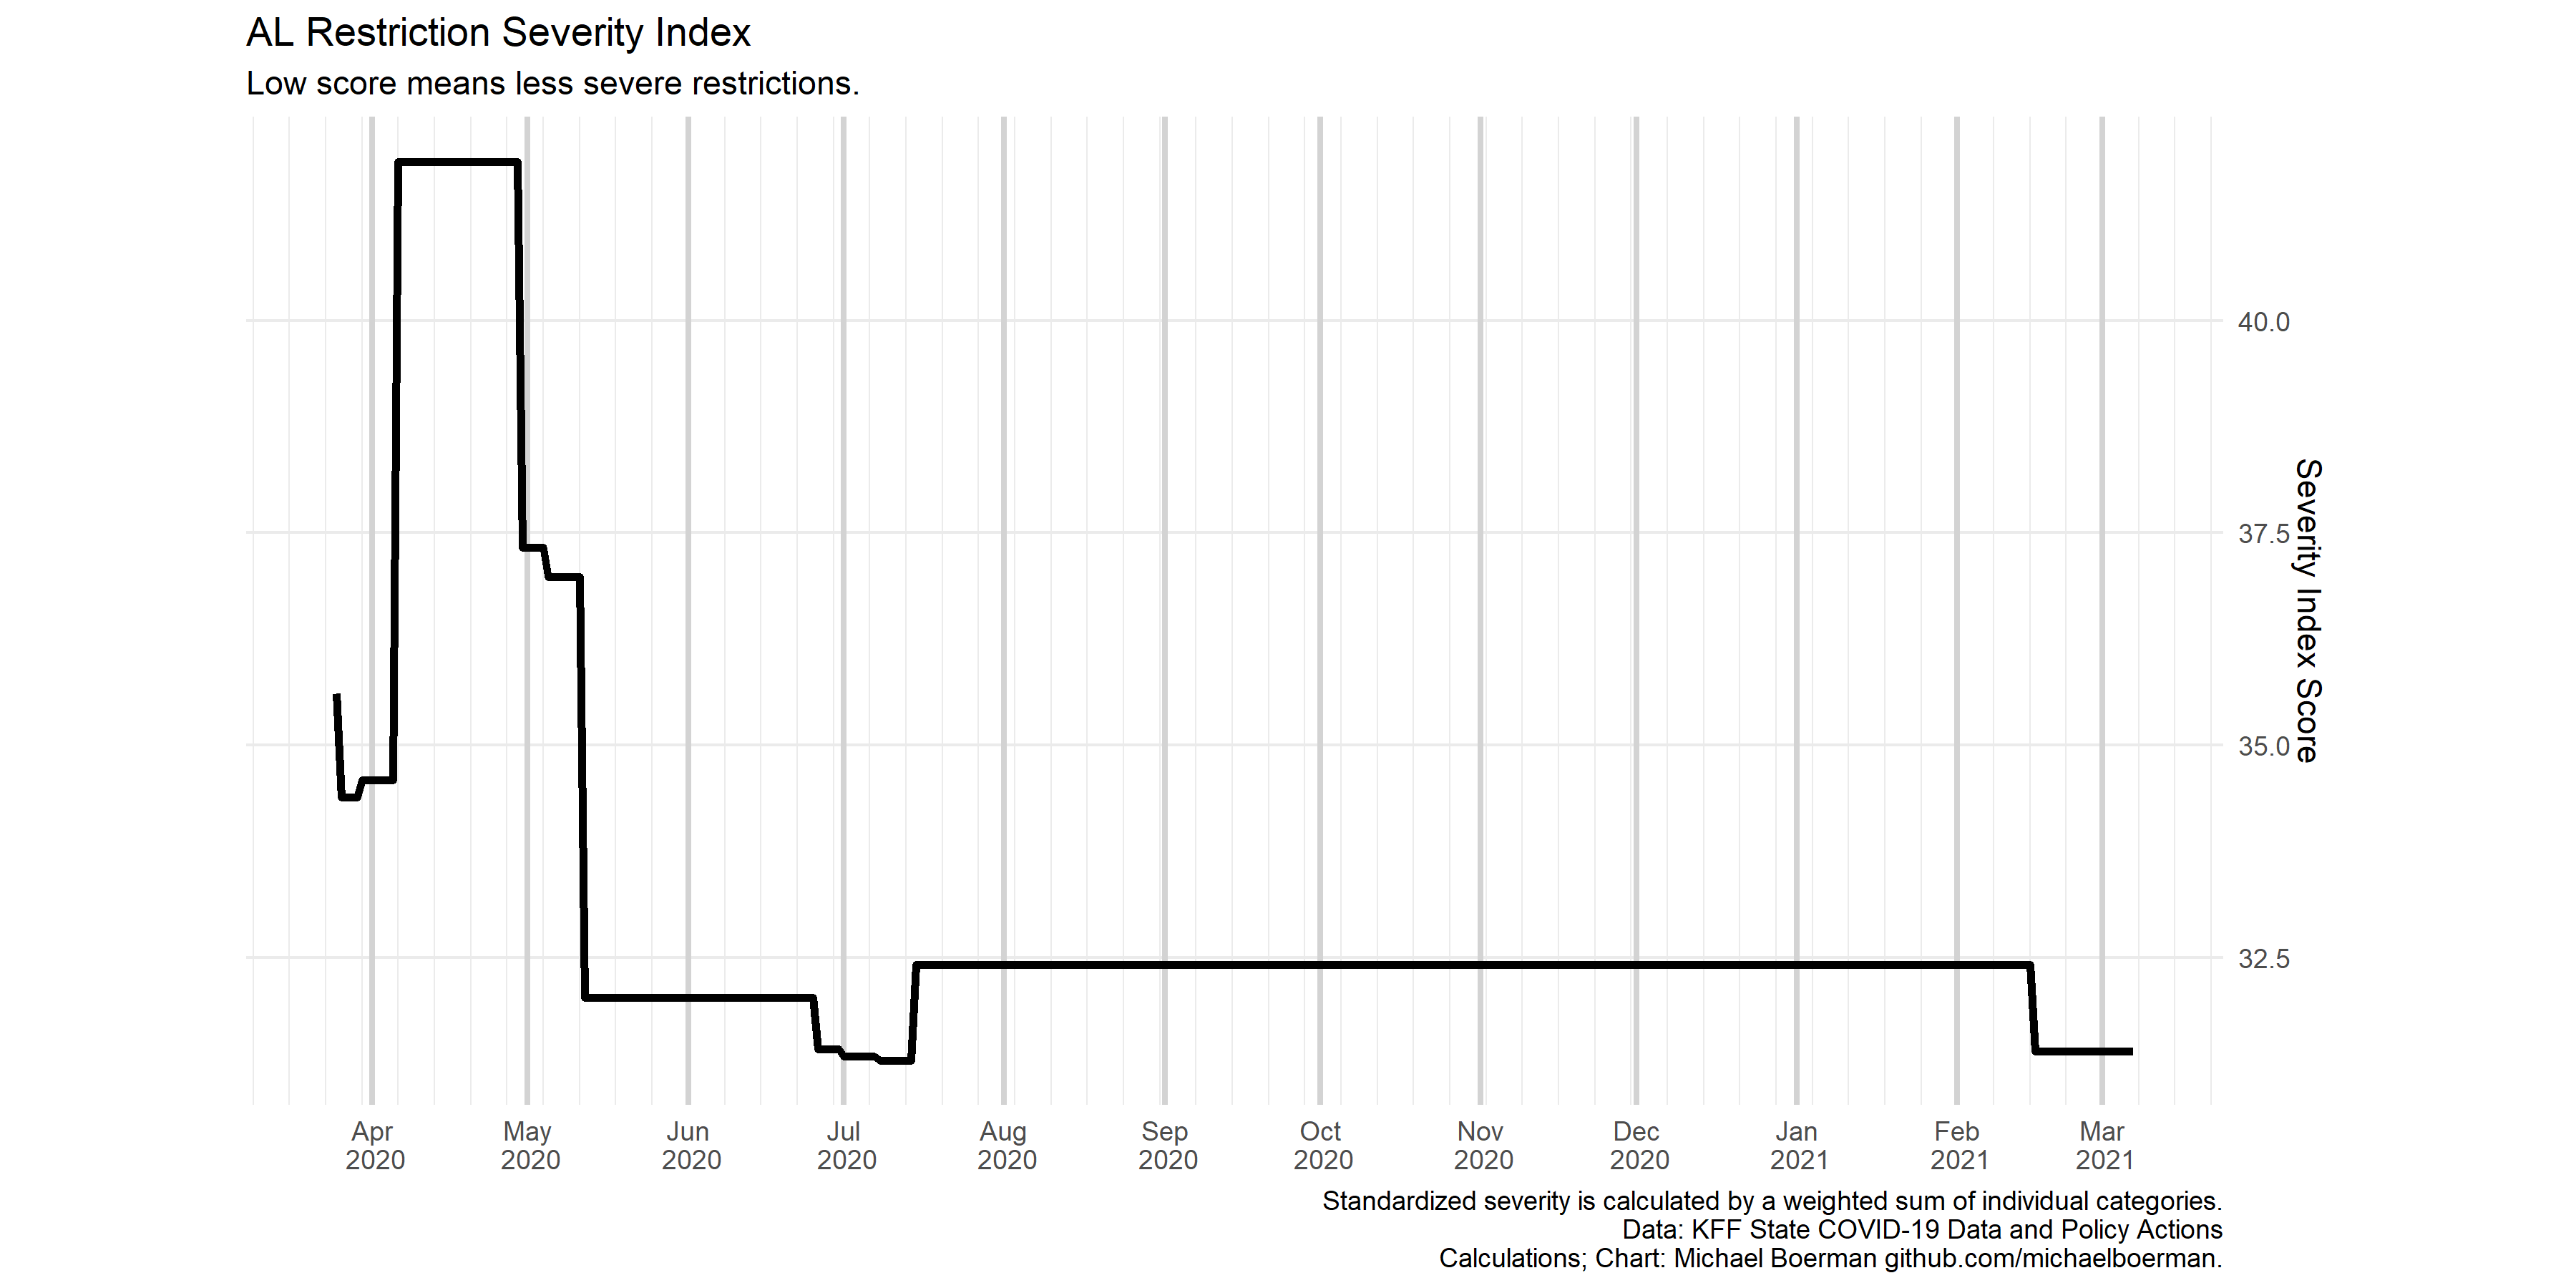 AL Restriction Severity Index
Low score means less severe restrictions.
40.0
37.5
35.0
32.5
Severity Index Score
Apr 2020
May 2020
Jun 2020
Jul 2020
Aug 2020
Sep 2020
Oct 2020
Nov 2020
Dec 2020
Jan 2021
Feb 2021
Mar 2021
Standardized severity is calculated by a weighted sum of individual categories.
Data: KFF State COVID-19 Data and Policy Actions
Calculations; Chart: Michael Boerman github.com/michaelboerman.